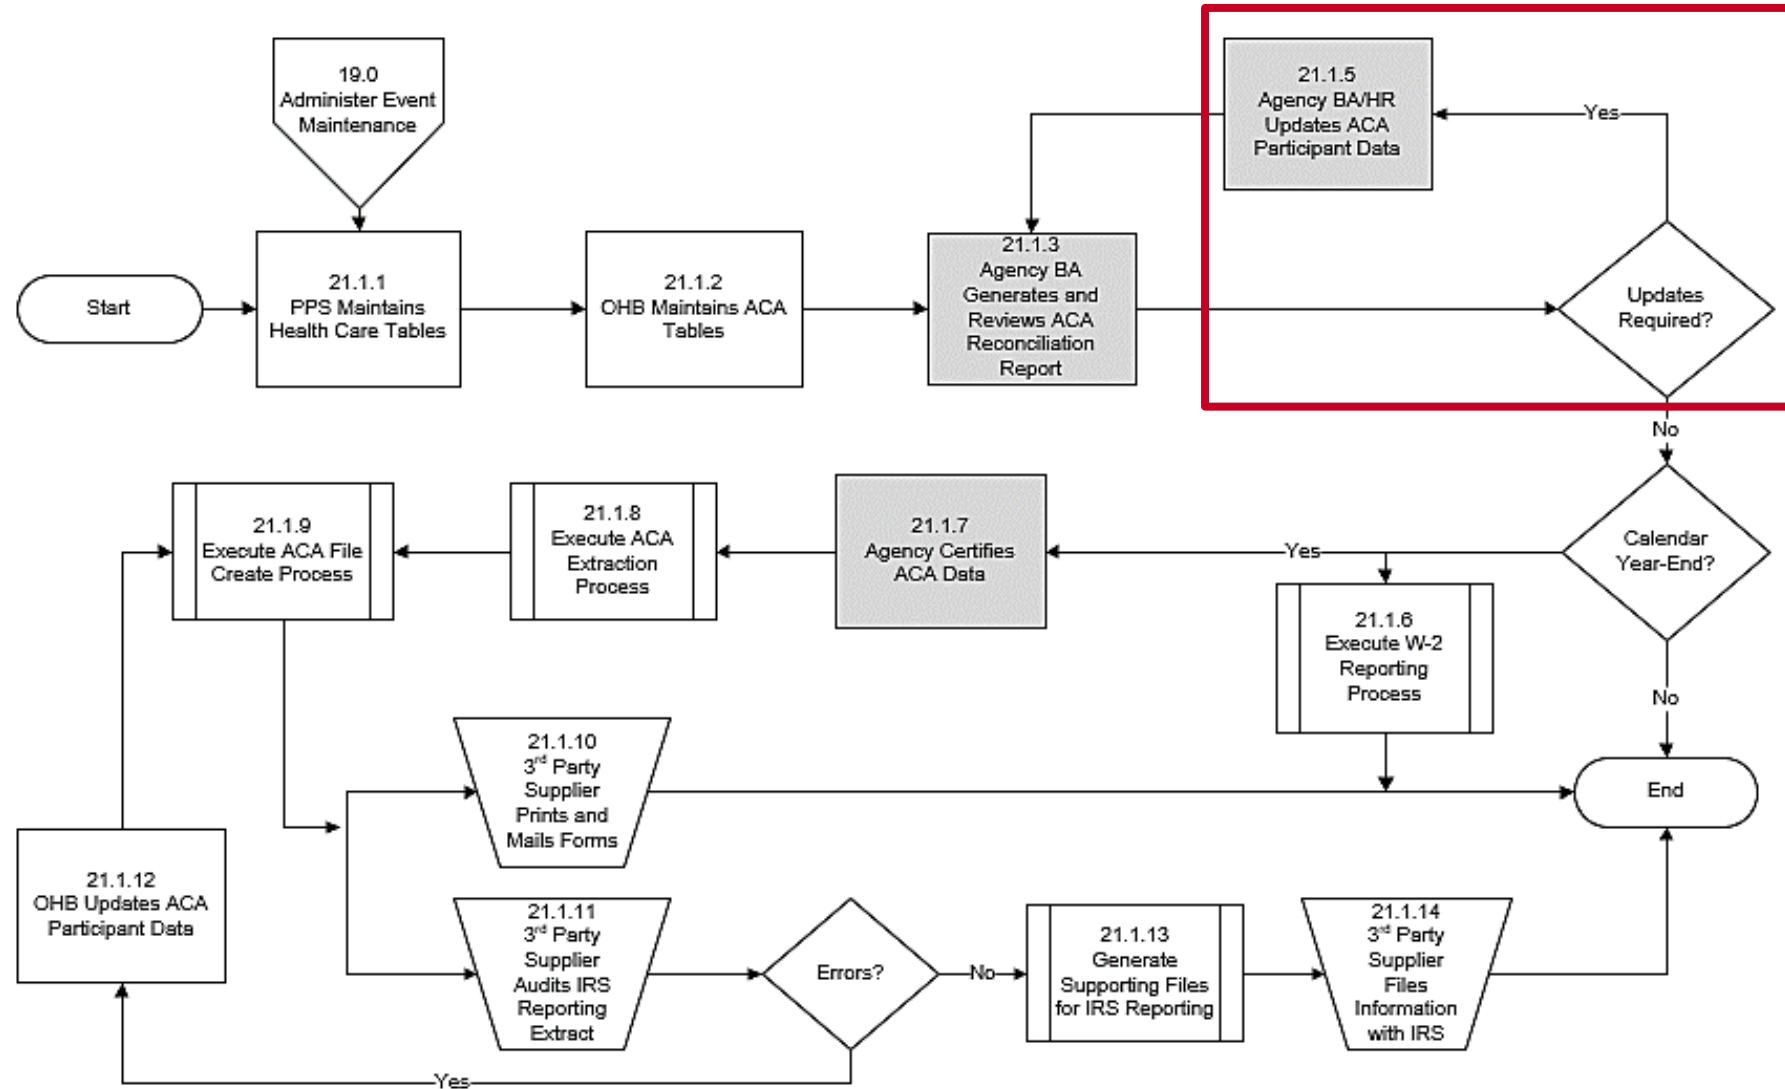 19.0
Administer Event
Maintenance
21.1.5
Agency BA/HR
Updates ACA
Participant Data
Yes
Start
21.1.1
PPS Maintains
Health Care Tables
21.1.2
OHB Maintains ACA
Tables
21.1.3
Agency BA
Generates and
Reviews ACA
Reconciliation
Report
Updates
Required?
No
21.1.9
Execute ACA File
Create Process
21.1.8
Execute ACA
Extraction
Process
21.1.7
Agency Certifies
ACA Data
Yes
Calendar
Year-End?
21.1.6
Execute W-2
Reporting
Process
No
21.1.10
3rd Party
Supplier
Prints and
Mails Forms
End
21.1.12
OHB Updates ACA
Participant Data
21.1.11
3rd Party
Supplier
Audits IRS
Reporting
Extract
Errors?
No
21.1.13
Generate
Supporting Files
for IRS Reporting
21.1.14
3rd Party
Supplier
Files
Information
with IRS
Yes